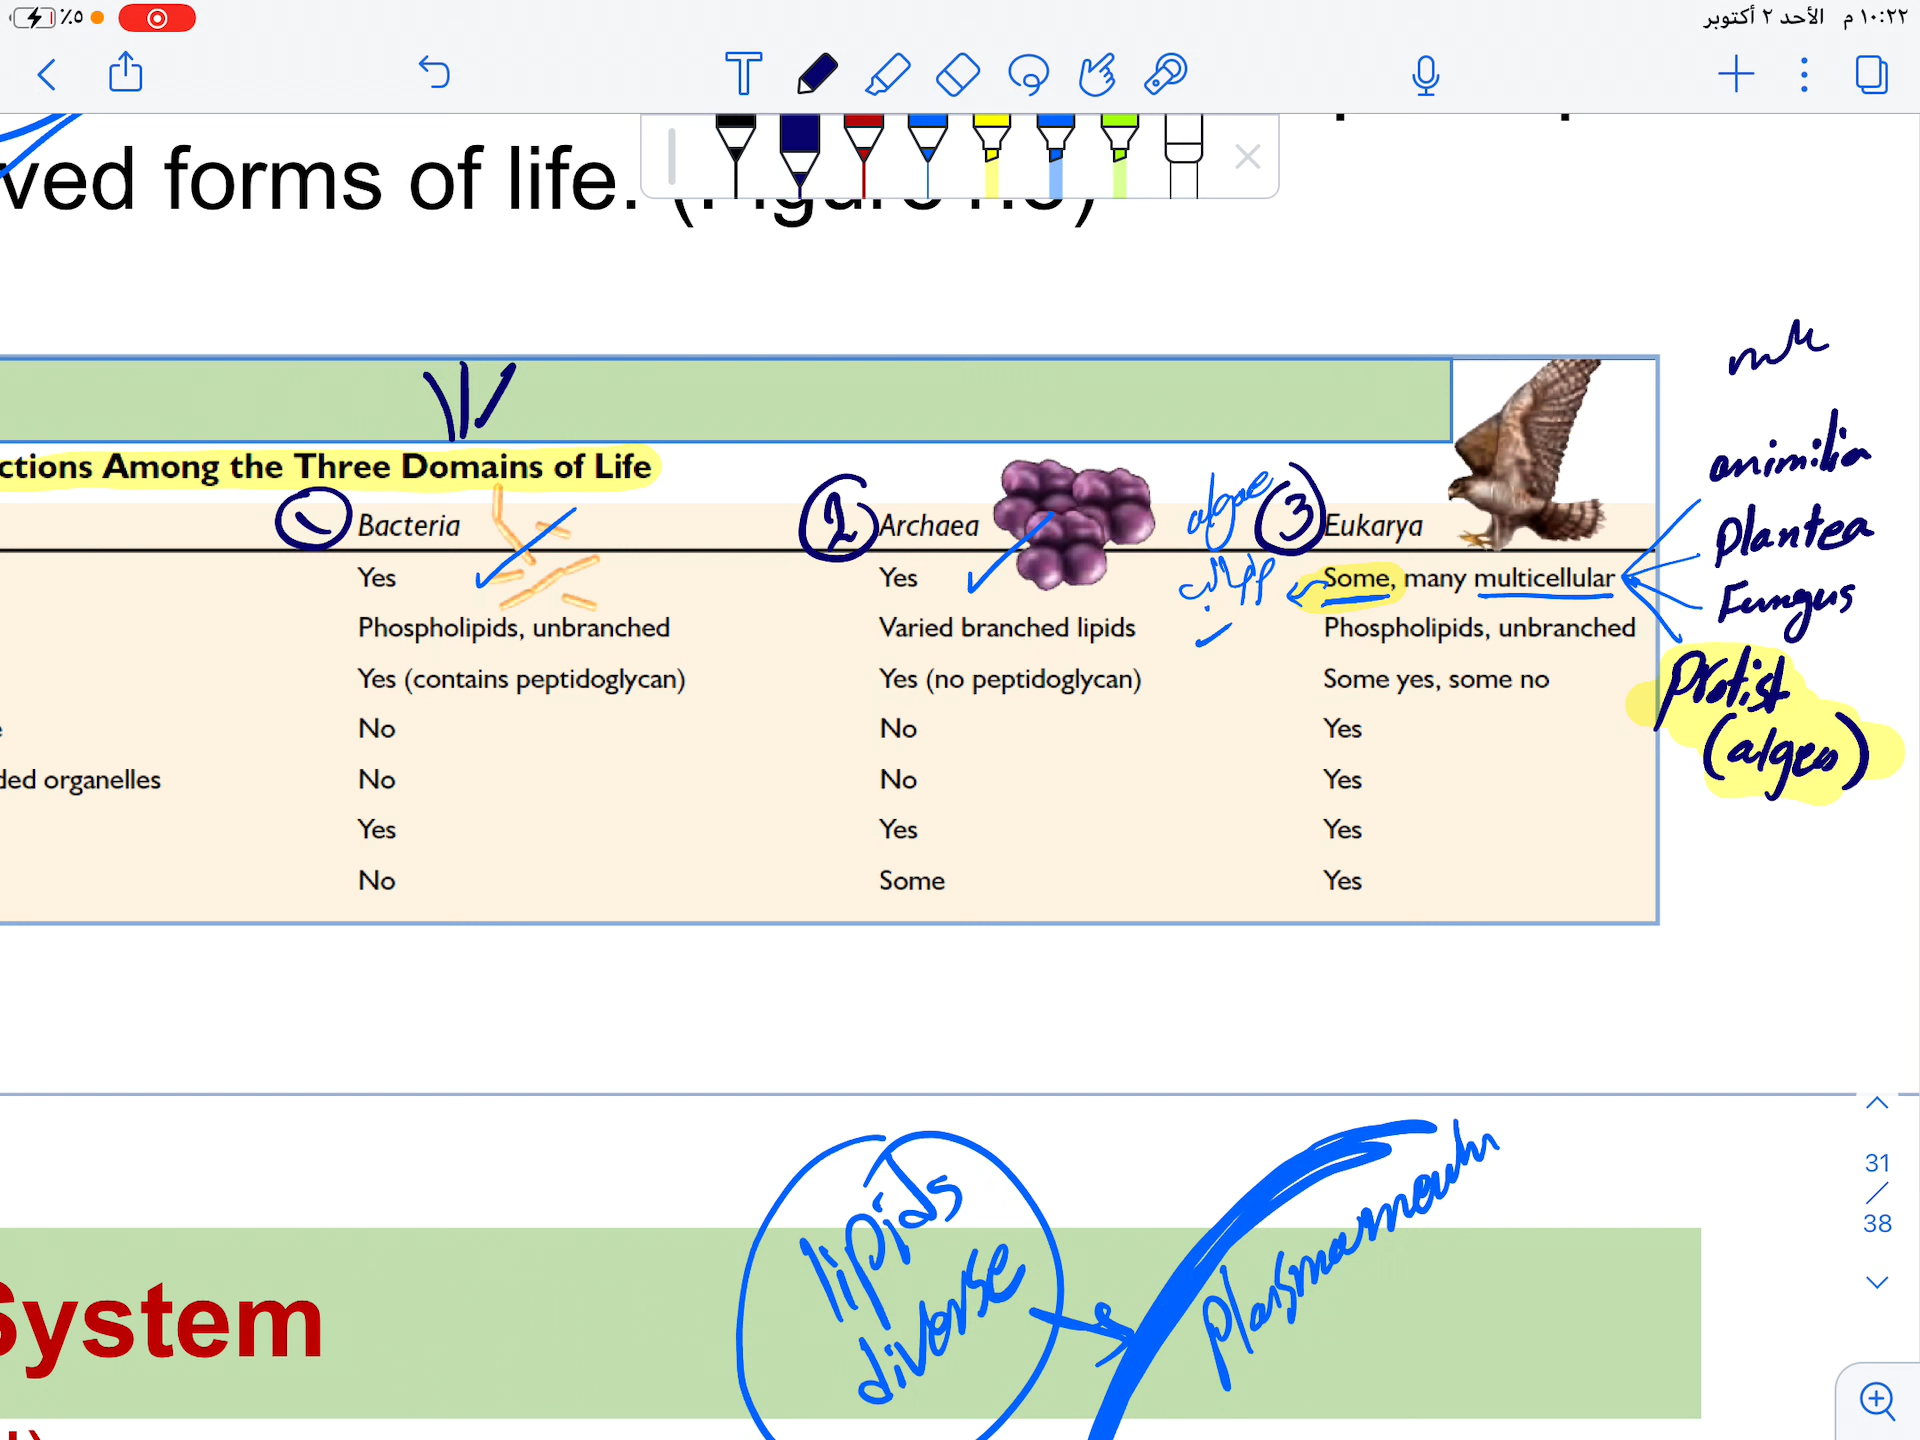 ١٠:٢٢ م الأحد ٢ أكتوبر
٪٥
ved forms of life.
ctions Among the Three Domains of Life
Bacteria
2 Archaea
algae
3 Eukarya
Yes
Yes
Some, many multicellular
Phospholipids, unbranched
Varied branched lipids
Phospholipids, unbranched
Yes (contains peptidoglycan)
Yes (no peptidoglycan)
Some yes, some no
No
No
Yes
ded organelles
No
No
Yes
Yes
Yes
Yes
No
Some
Yes
animilia
Plantea
Fungus
Protist
31
/
38
lipids
diverse
System